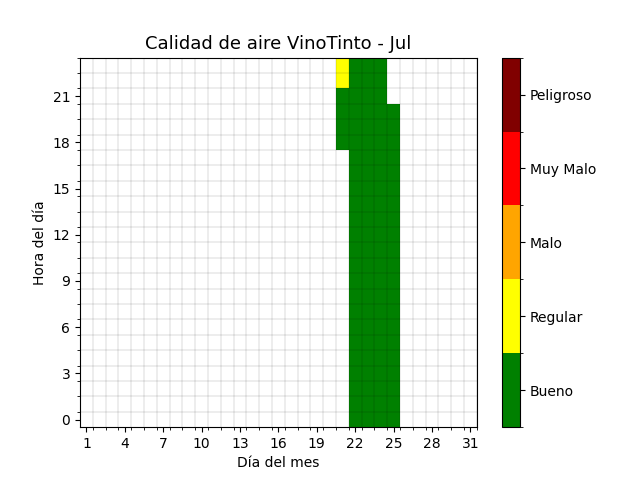 Calidad de aire VinoTinto - Jul
Hora del día
21
18
15
12
9
6
3
0
1 4 7 10 13 16 19 22 25 28 31
Día del mes
Peligroso
Muy Malo
Malo
Regular
Bueno